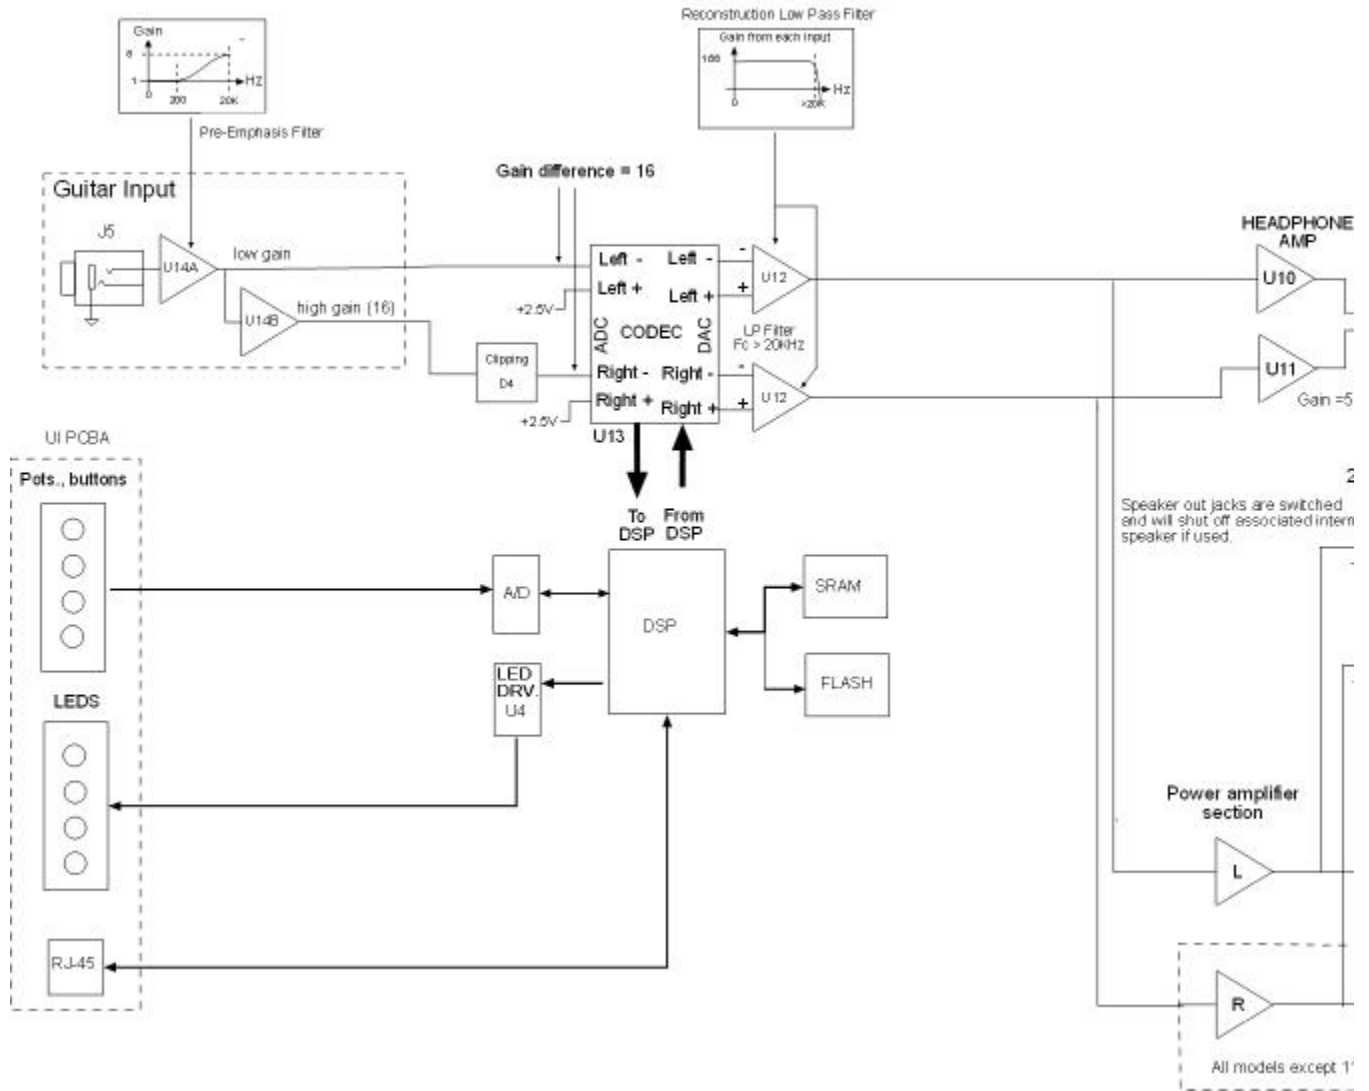 Reconstruction Low Pass Filter
Gain
8
1
0
200
20K
Hz
Gain from each input
0
>20K
Hz
Pre-Emphasis Filter
Gain difference = 16
Guitar Input
J5
U14A
low gain
U14B
high gain (16)
Clipping
D4
+2.5V
+2.5V
Left -
Left +
Right -
Right +
ADC
CODEC
DAC
Left -
Left +
Right -
Right +
U13
-
+
U12
LP Filter
Fc > 20KHz
-
+
U12
HEADPHONE
AMP
U10
U11
Gain =5
2
Speaker out jacks are switched
and will shut off associated intern
speaker if used.
UI PCBA
Pots., buttons
LEDS
RJ-45
To
DSP
From
DSP
A/D
DSP
LED
DRV.
U4
SRAM
FLASH
Power amplifier
section
L
R
All models except 1